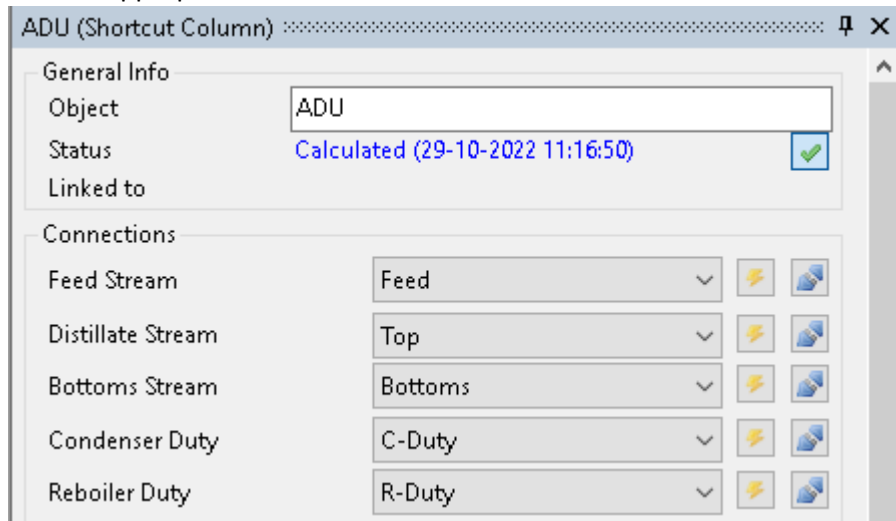 ADU (Shortcut Column)
General Info
Object ADU
Status Calculated (29-10-2022 11:16:50)
Linked to
Connections
Feed Stream Feed
Distillate Stream Top
Bottoms Stream Bottoms
Condenser Duty C-Duty
Reboiler Duty R-Duty